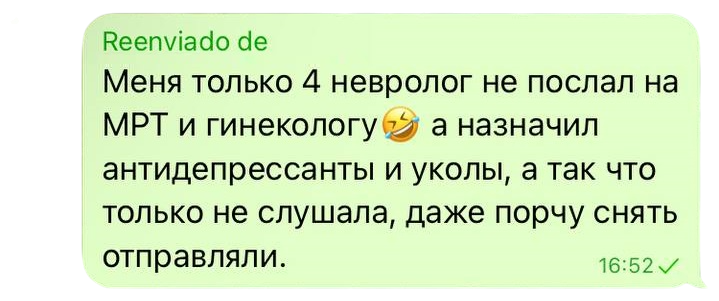 Reenviado de
Меня только 4 невролог не послал на
МРТ и гинекологу🤣 а назначил
антидепрессанты и уколы, а так что
только не слушала, даже порчу снять
отправляли.
16:52 ✓